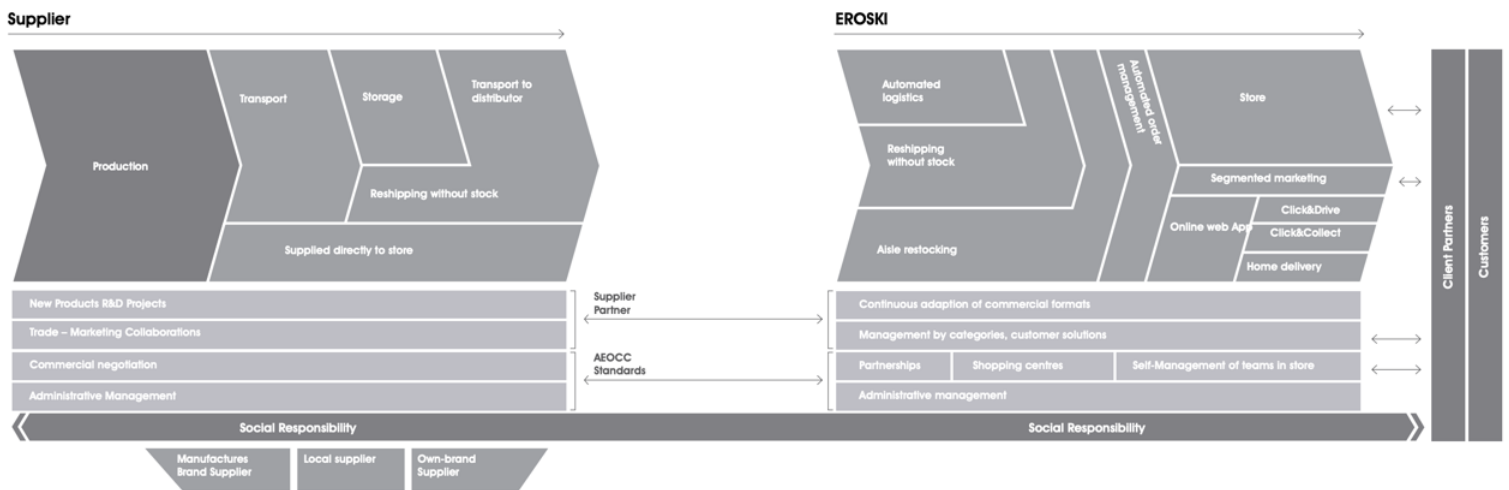 Supplier
Production
Transport
Storage
Transport to
distributor
Reshipping without stock
Supplied directly to store
New Products R&D Projects
Trade – Marketing Collaborations
Commercial negotiation
Administrative Management
Supplier
Partner
AEOCC
Standards
EROSKI
Automated
logistics
Reshipping
without stock
Aisle restocking
Automated order
management
Store
Segmented marketing
Online web App
Click&Drive
Click&Collect
Home delivery
Continuous adaption of commercial formats
Management by categories, customer solutions
Partnerships
Shopping centres
Self-Management of teams in store
Administrative management
Client Partners
Customers
Social Responsibility
Social Responsibility
Manufactures
Brand Supplier
Local supplier
Own-brand
Supplier